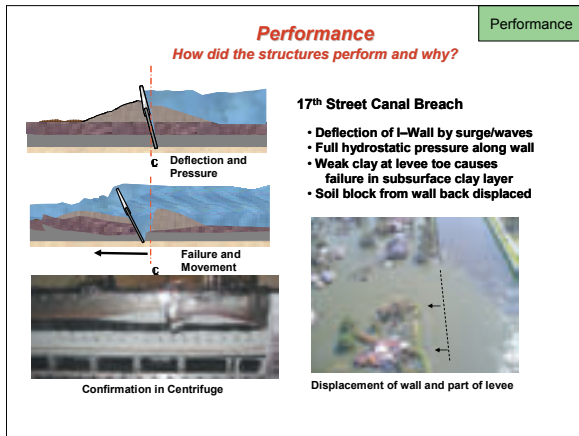 Performance
Performance
How did the structures perform and why?
17th Street Canal Breach
• Deflection of I–Wall by surge/waves
• Full hydrostatic pressure along wall
• Weak clay at levee toe causes
failure in subsurface clay layer
• Soil block from wall back displaced
C Deflection and
Pressure
Failure and
Movement
C
Confirmation in Centrifuge
Displacement of wall and part of levee